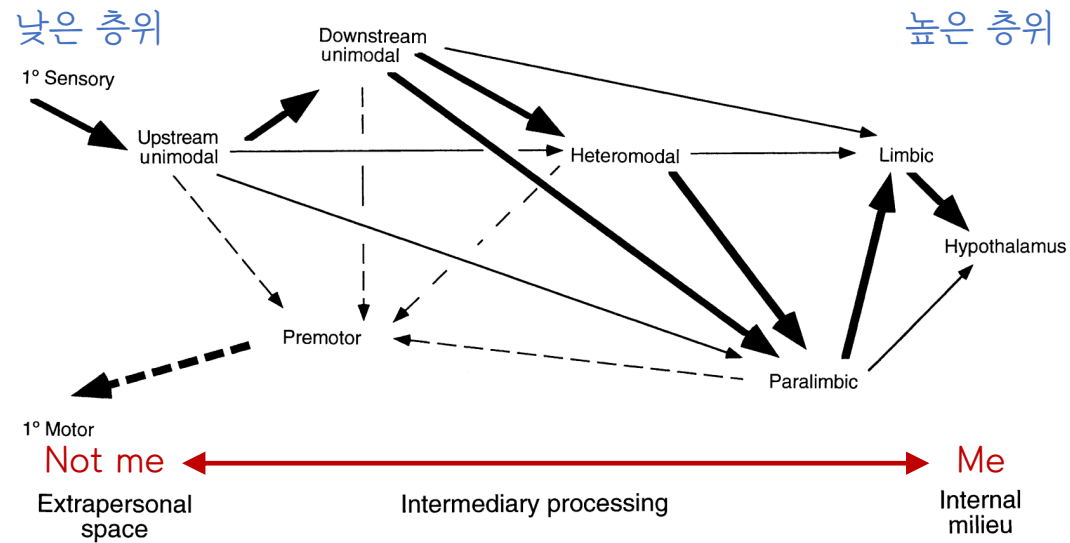 낮은 층위
높은 층위
Downstream
unimodal
1° Sensory
Upstream
unimodal
Heteromodal
Limbic
Hypothalamus
Premotor
Paralimbic
1° Motor
Not me
Me
Extrapersonal
space
Intermediary processing
Internal
milieu